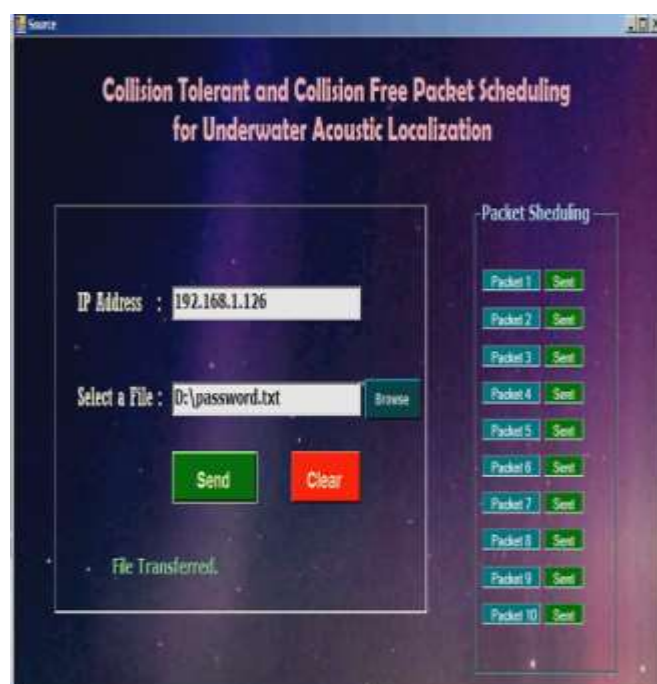 Source
Collision Tolerant and Collision Free Packet Scheduling
for Underwater Acoustic Localization
IP Address : 192.168.1.126
Select a File : D:\password.txt Browse
Send Clear
File Transferred.
Packet Sheduling
Packet 1 Sent
Packet 2 Sent
Packet 3 Sent
Packet 4 Sent
Packet 5 Sent
Packet 6 Sent
Packet 7 Sent
Packet 8 Sent
Packet 9 Sent
Packet 10 Sent